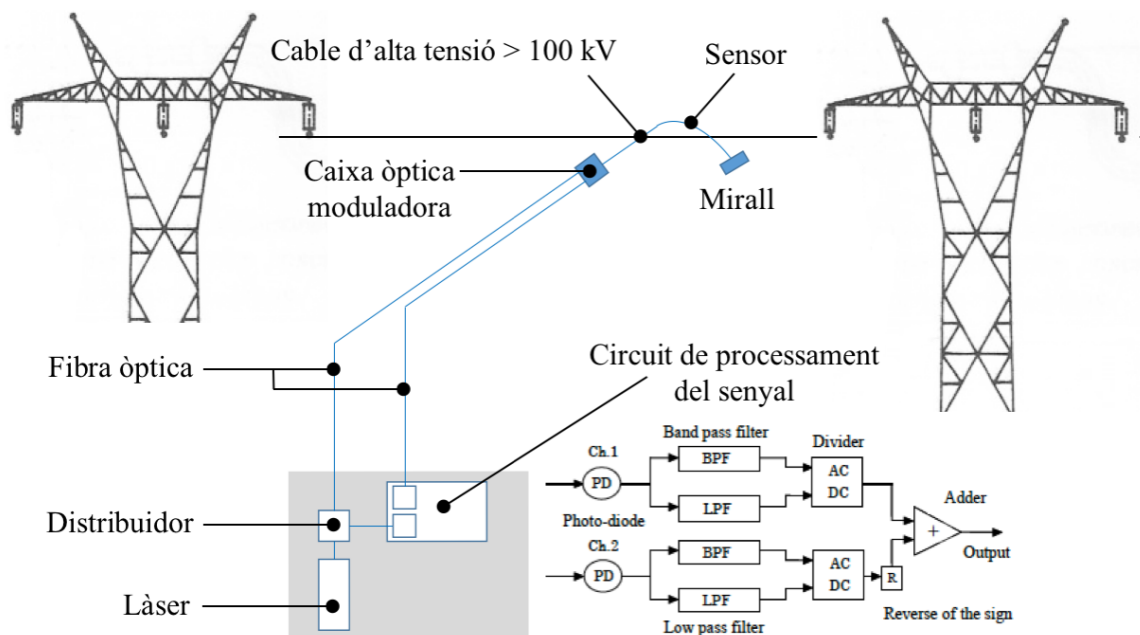 Cable d’alta tensió > 100 kV
Sensor
Caixa òptica
moduladora
Mirall
Fibra òptica
Circuit de processament
del senyal
Distribuidor
Làser
Ch.1
Band pass filter
Divider
PD
BPF
AC
DC
LPF
Adder
Photo-diode
+
Output
Ch.2
PD
BPF
AC
DC
R
LPF
Low pass filter
Reverse of the sign